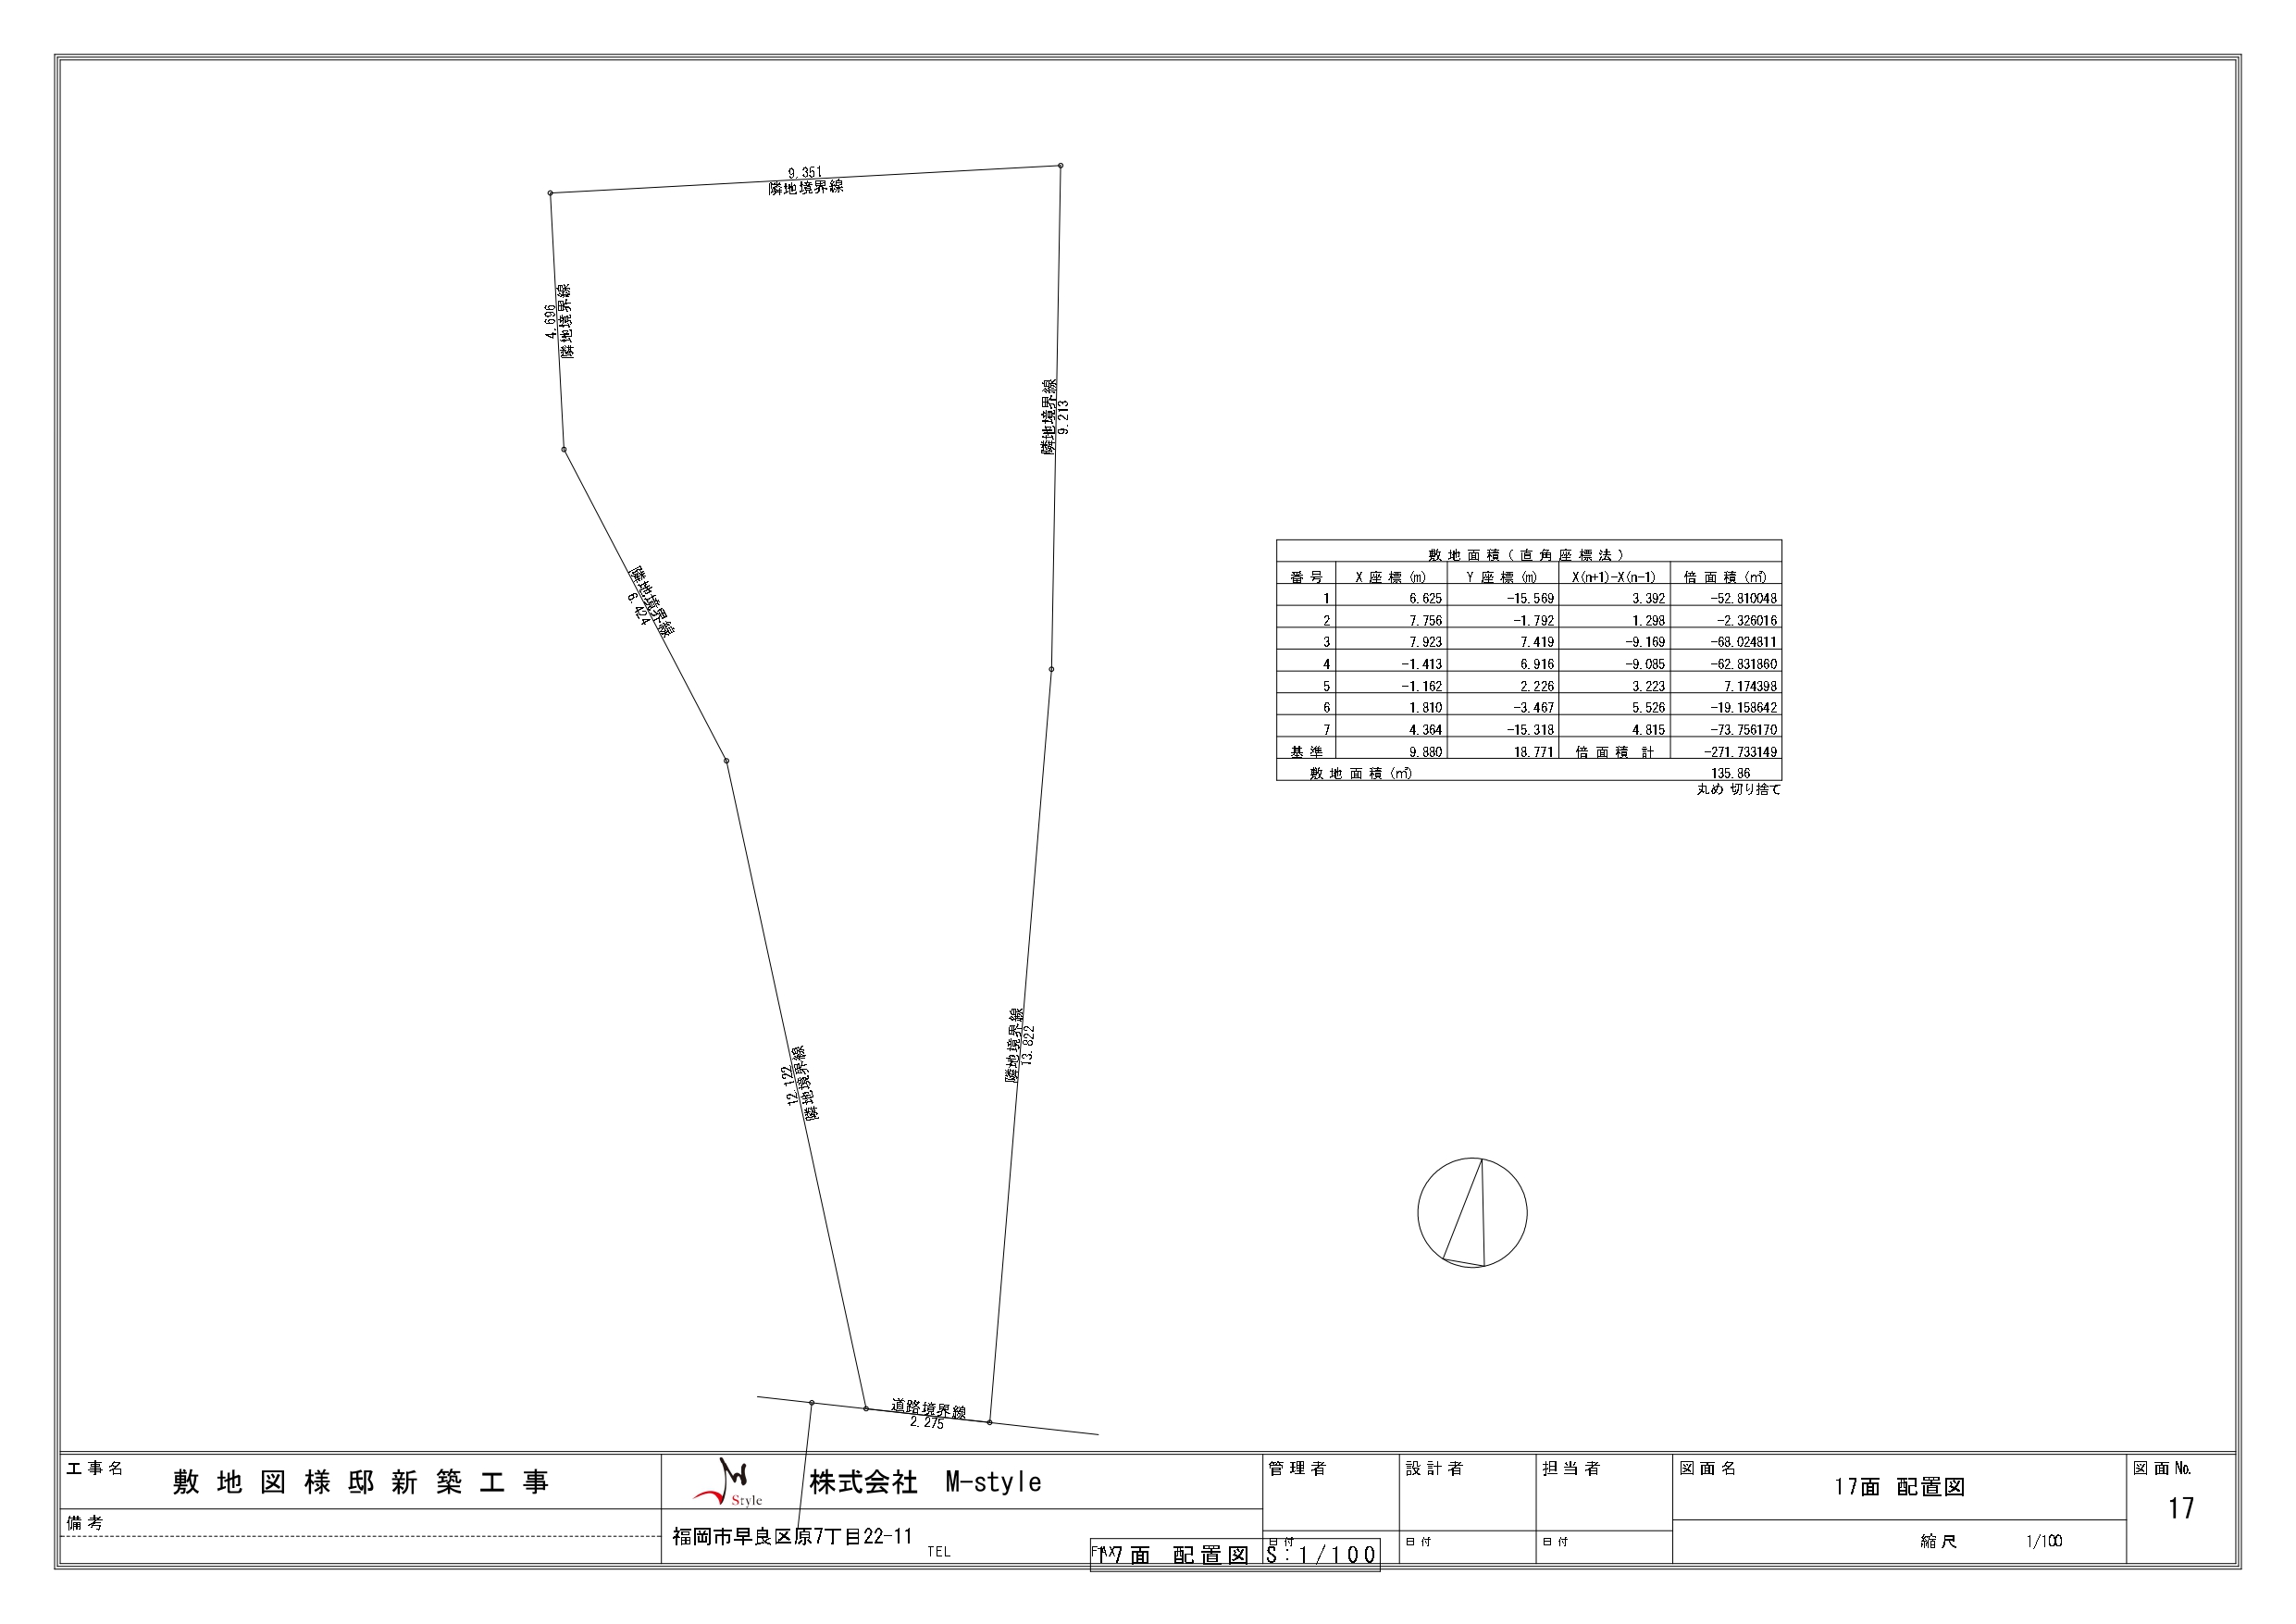 9.351
隣地境界線
4.696
隣地境界線
隣地境界線
9.213
隣地境界線
6.424
12.122
隣地境界線
隣地境界線
13.822
道路境界線
2.275
敷地面積(直角座標法)
番号 X座標(m) Y座標(m) X(n+1)-X(n-1) 倍面積(㎡)
1 6.625 -15.569 3.392 -52.810048
2 7.756 -1.792 1.298 -2.326016
3 7.923 7.419 -9.169 -68.024811
4 -1.413 6.916 -9.085 -62.831860
5 -1.162 2.226 3.223 7.174398
6 1.810 -3.467 5.526 -19.158642
7 4.364 -15.318 4.815 -73.756170
基準 9.880 18.771 倍面積 計 -271.733149
敷地面積(㎡) 135.86
丸め 切り捨て
工事名 敷地図様邸新築工事
備考
Style
株式会社 M-style
福岡市早良区原7丁目22-11
TEL
FAX
17面 配置図 S:1/100
管理者
日付
設計者
日付
担当者
日付
図面名
17面 配置図
縮尺 1/100
図面No.
17